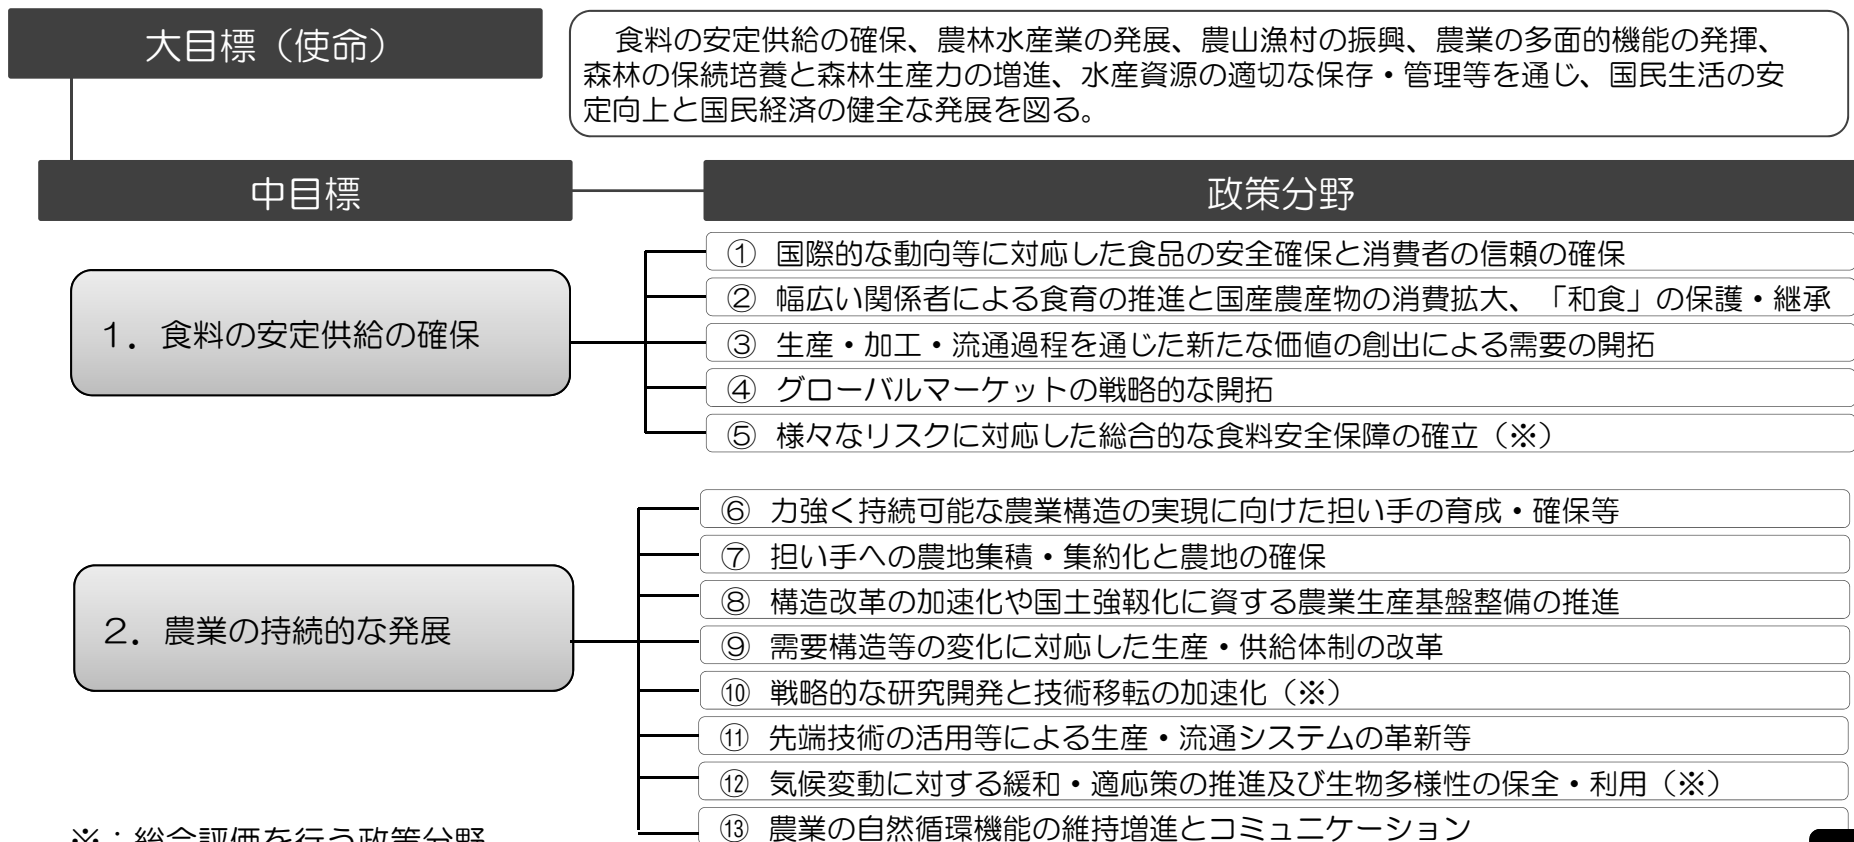 大目標（使命）
食料の安定供給の確保、農林水産業の発展、農山漁村の振興、農業の多面的機能の発揮、
森林の保続培養と森林生産力の増進、水産資源の適切な保存・管理等を通じ、国民生活の安
定向上と国民経済の健全な発展を図る。
中目標
政策分野
１．食料の安定供給の確保
① 国際的な動向等に対応した食品の安全確保と消費者の信頼の確保
② 幅広い関係者による食育の推進と国産農産物の消費拡大、「和食」の保護・継承
③ 生産・加工・流通過程を通じた新たな価値の創出による需要の開拓
④ グローバルマーケットの戦略的な開拓
⑤ 様々なリスクに対応した総合的な食料安全保障の確立（※）
２．農業の持続的な発展
⑥ 力強く持続可能な農業構造の実現に向けた担い手の育成・確保等
⑦ 担い手への農地集積・集約化と農地の確保
⑧ 構造改革の加速化や国土強靱化に資する農業生産基盤整備の推進
⑨ 需要構造等の変化に対応した生産・供給体制の改革
⑩ 戦略的な研究開発と技術移転の加速化（※）
⑪ 先端技術の活用等による生産・流通システムの革新等
⑫ 気候変動に対する緩和・適応策の推進及び生物多様性の保全・利用（※）
⑬ 農業の自然循環機能の維持増進とコミュニケーション
※：総合評価を行う政策分野